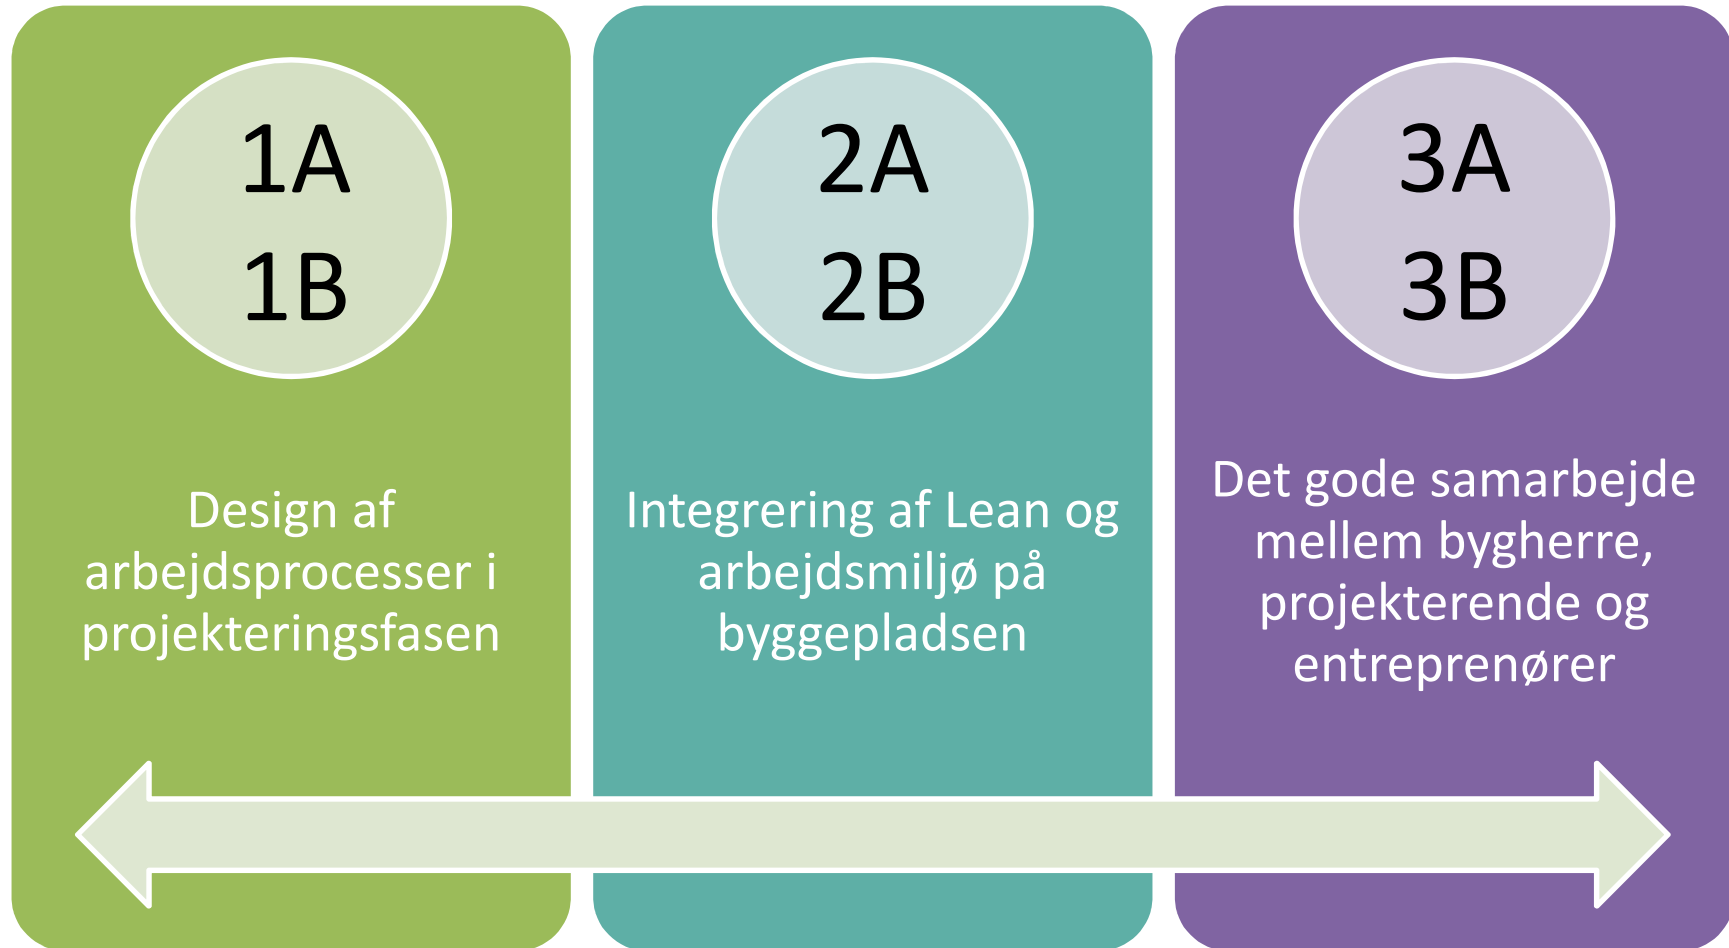 1A
1B
Design af
arbejdsprocesser i
projekteringsfasen
2A
2B
Integrering af Lean og
arbejdsmiljø på
byggepladsen
3A
3B
Det gode samarbejde
mellem bygherre,
projekterende og
entreprenører